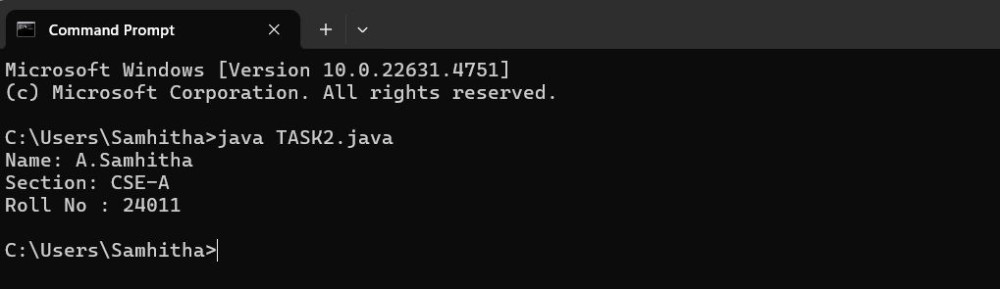 Command Prompt
Microsoft Windows [Version 10.0.22631.4751]
(c) Microsoft Corporation. All rights reserved.
C:\Users\Samhitha>java TASK2.java
Name: A.Samhitha
Section: CSE-A
Roll No : 24011
C:\Users\Samhitha>